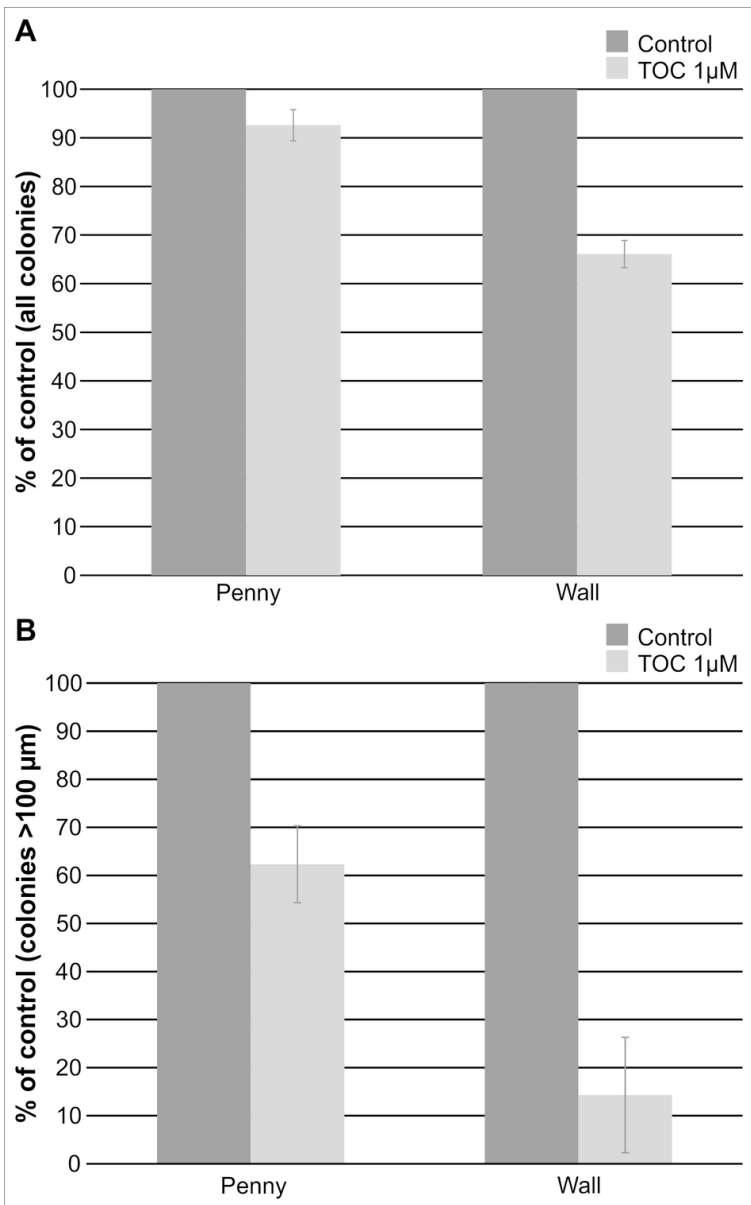 A
Control
TOC 1µM
% of control (all colonies)
100
90
80
70
60
50
40
30
20
10
0
Penny Wall
B
Control
TOC 1µM
% of control (colonies >100 µm)
100
90
80
70
60
50
40
30
20
10
0
Penny Wall